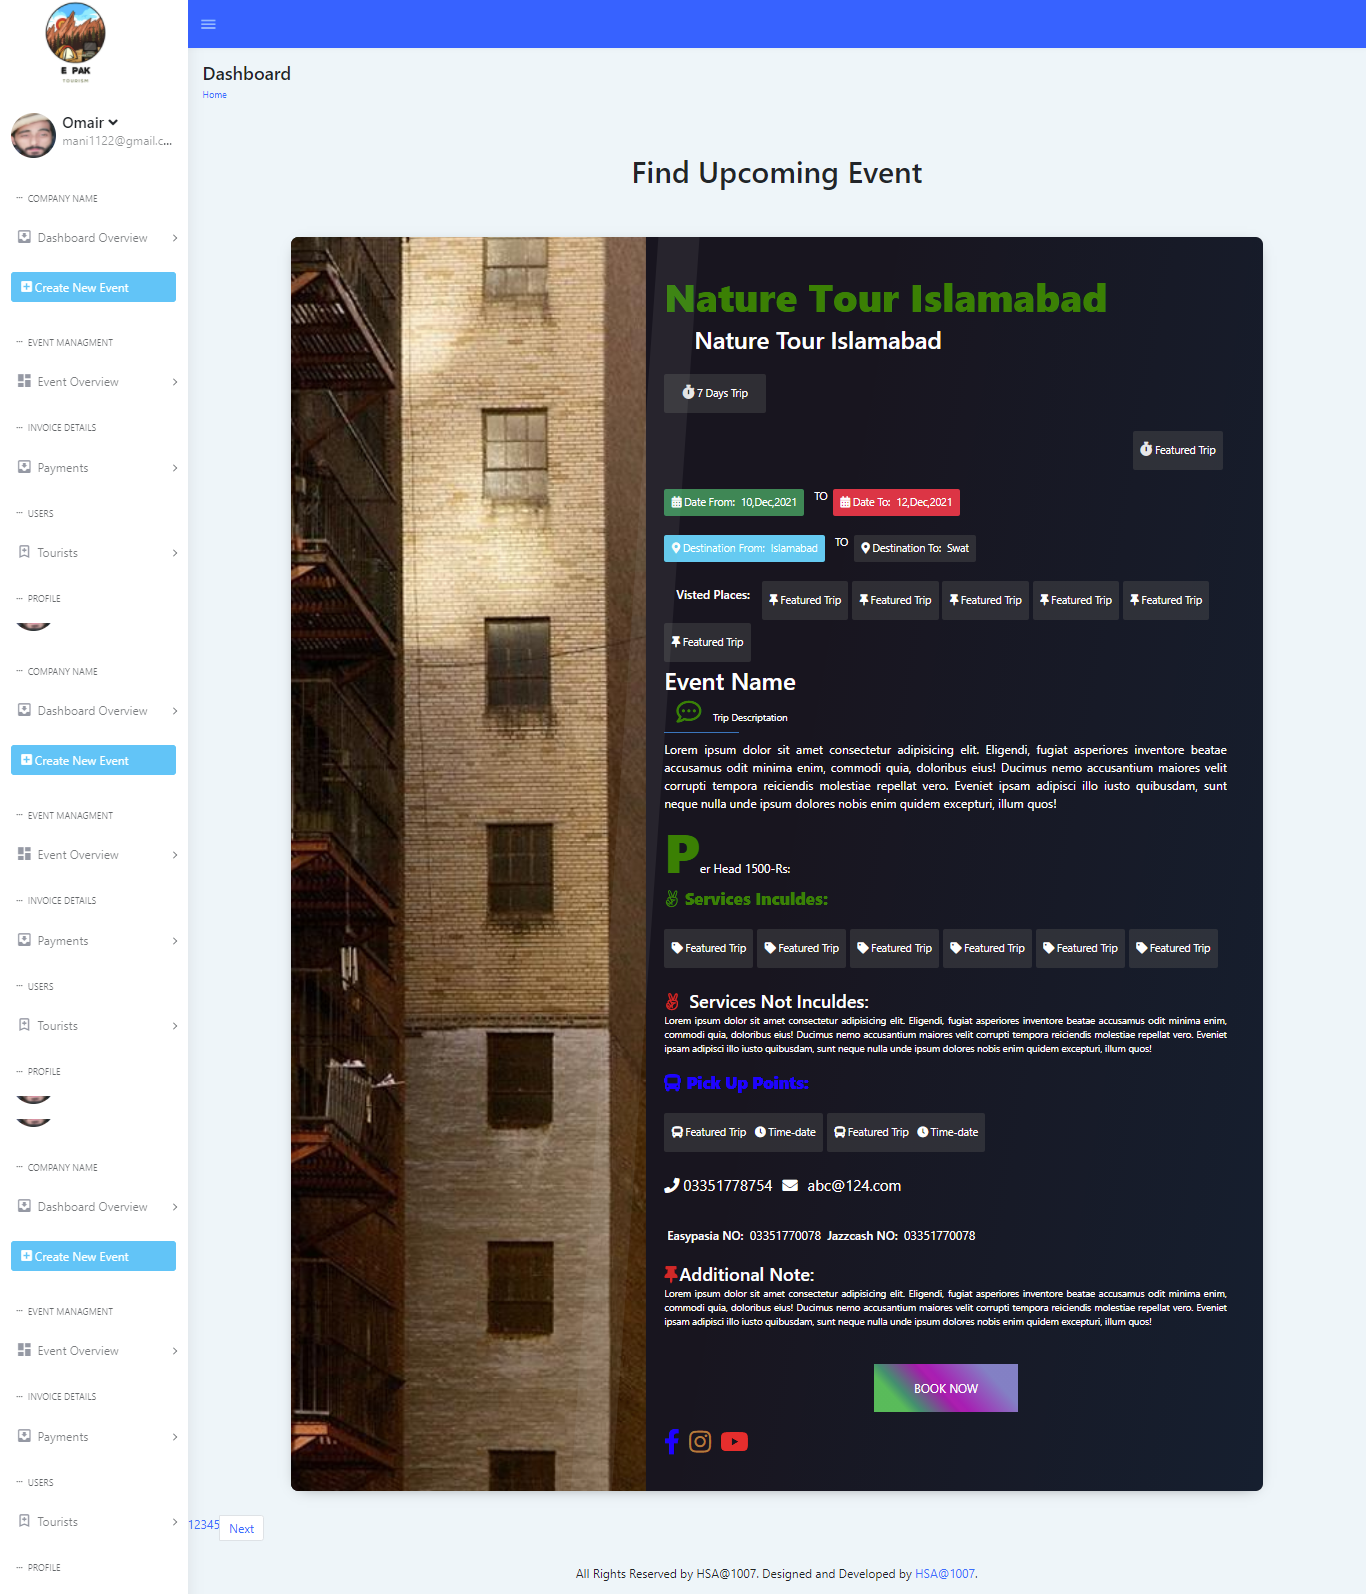 E PAK
TOURISM
Omair
mani1122@gmail.c...
COMPANY NAME
Dashboard Overview
Create New Event
EVENT MANAGMENT
Event Overview
INVOICE DETAILS
Payments
USERS
Tourists
PROFILE
COMPANY NAME
Dashboard Overview
Create New Event
EVENT MANAGMENT
Event Overview
INVOICE DETAILS
Payments
USERS
Tourists
PROFILE
COMPANY NAME
Dashboard Overview
Create New Event
EVENT MANAGMENT
Event Overview
INVOICE DETAILS
Payments
USERS
Tourists
PROFILE
Dashboard
Home
Find Upcoming Event
Nature Tour Islamabad
Nature Tour Islamabad
7 Days Trip
Featured Trip
Date From: 10,Dec,2021 TO Date To: 12,Dec,2021
Destination From: Islamabad TO Destination To: Swat
Visted Places: Featured Trip Featured Trip Featured Trip Featured Trip Featured Trip
Featured Trip
Event Name
Trip Descriptation
Lorem ipsum dolor sit amet consectetur adipisicing elit. Eligendi, fugiat asperiores inventore beatae
accusamus odit minima enim, commodi quia, doloribus eius! Ducimus nemo accusantium maiores velit
corrupti tempora reiciendis molestiae repellat vero. Eveniet ipsam adipisci illo iusto quibusdam, sunt
neque nulla unde ipsum dolores nobis enim quidem excepturi, illum quos!
Per Head 1500-Rs:
Services Inculdes:
Featured Trip Featured Trip Featured Trip Featured Trip Featured Trip Featured Trip
Services Not Inculdes:
Lorem ipsum dolor sit amet consectetur adipisicing elit. Eligendi, fugiat asperiores inventore beatae accusamus odit minima enim,
commodi quia, doloribus eius! Ducimus nemo accusantium maiores velit corrupti tempora reiciendis molestiae repellat vero. Eveniet
ipsam adipisci illo iusto quibusdam, sunt neque nulla unde ipsum dolores nobis enim quidem excepturi, illum quos!
Pick Up Points:
Featured Trip Time-date Featured Trip Time-date
03351778754 abc@124.com
Easypasia NO: 03351770078 Jazzcash NO: 03351770078
Additional Note:
Lorem ipsum dolor sit amet consectetur adipisicing elit. Eligendi, fugiat asperiores inventore beatae accusamus odit minima enim,
commodi quia, doloribus eius! Ducimus nemo accusantium maiores velit corrupti tempora reiciendis molestiae repellat vero. Eveniet
ipsam adipisci illo iusto quibusdam, sunt neque nulla unde ipsum dolores nobis enim quidem excepturi, illum quos!
BOOK NOW
12345 Next
All Rights Reserved by HSA@1007. Designed and Developed by HSA@1007.